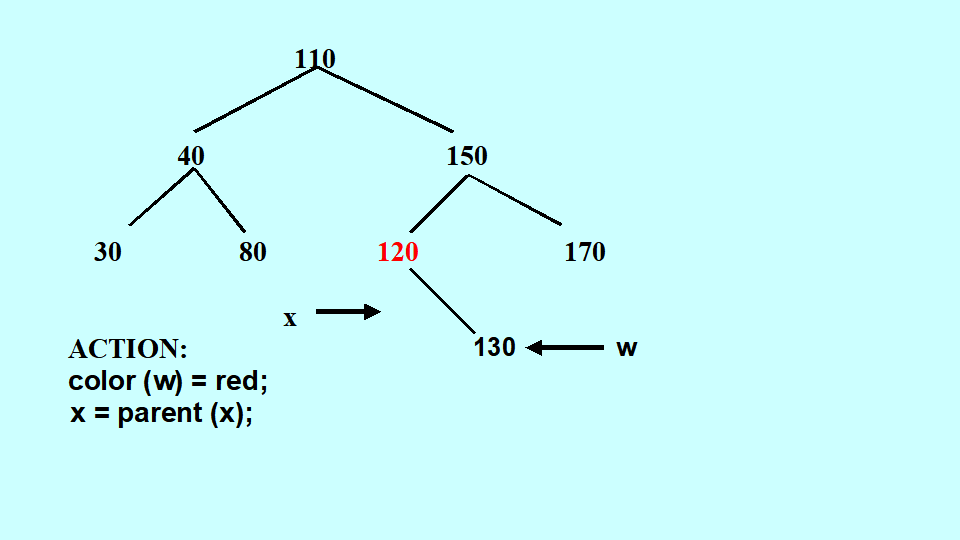 110
40 150
30 80 120 170
x
130 w
ACTION:
color (w) = red;
x = parent (x);